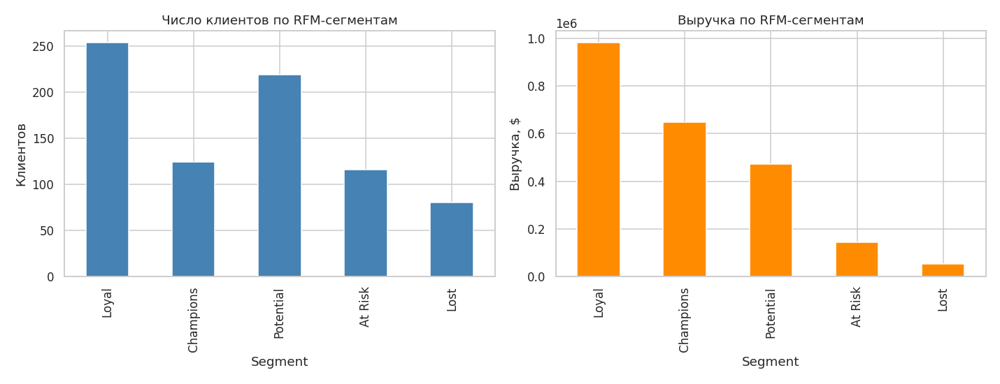 Число клиентов по RFM-сегментам
Клиентов
250
200
150
100
50
0
Loyal
Champions
Potential
At Risk
Lost
Segment
Выручка по RFM-сегментам
1e6
Выручка, $
1.0
0.8
0.6
0.4
0.2
0.0
Loyal
Champions
Potential
At Risk
Lost
Segment